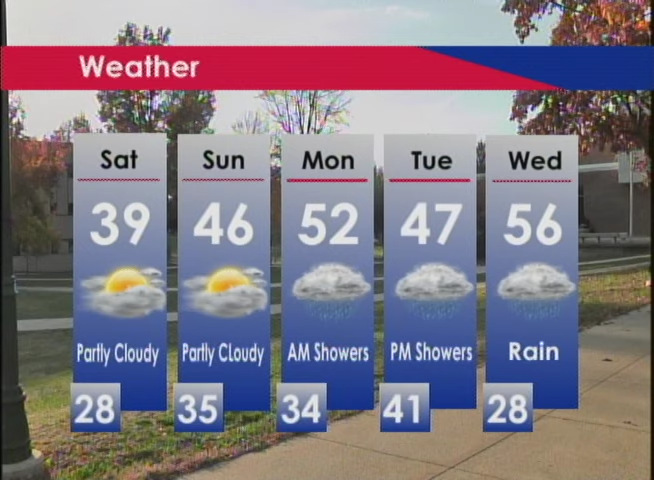 Weather
Sat
39
Partly Cloudy
28
Sun
46
Partly CLoudy
35
Mon
52
AM Showers
34
Tue
47
PM Showers
41
Wed
56
Rain
28